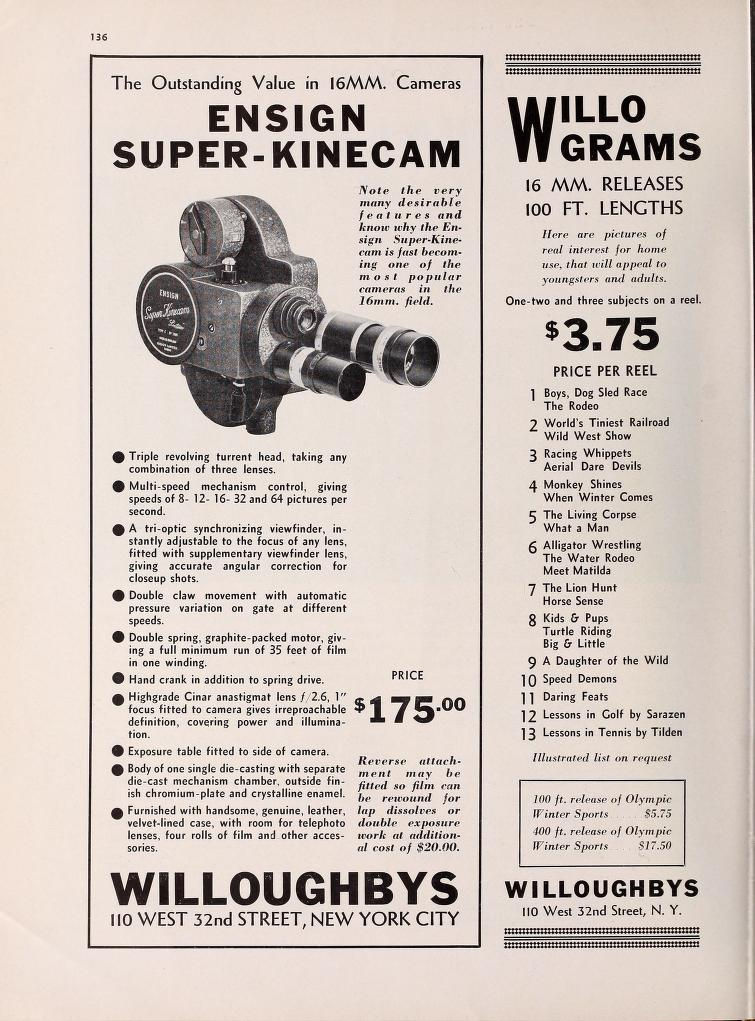 136
The Outstanding Value in 16MM. Cameras
ENSIGN
SUPER-KINECAM
Note the very
many desirable
features and
know why the En-
sign Super-Kine-
cam is fast becom-
ing one of the
most popular
cameras in the
16mm. field.
ENSIGN
Super Kinecam
Triple revolving turrent head, taking any
combination of three lenses.
Multi-speed mechanism control, giving
speeds of 8- 12- 16- 32 and 64 pictures per
second.
A tri-optic synchronizing viewfinder, in-
stantly adjustable to the focus of any lens,
fitted with supplementary viewfinder lens,
giving accurate angular correction for
closeup shots.
Double claw movement with automatic
pressure variation on gate at different
speeds.
Double spring, graphite-packed motor, giv-
ing a full minimum run of 35 feet of film
in one winding.
Hand crank in addition to spring drive.
Highgrade Cinar anastigmat lens f/2.6, 1"
focus fitted to camera gives irreproachable
definition, covering power and illumina-
tion.
Exposure table fitted to side of camera.
Body of one single die-casting with separate
die-cast mechanism chamber, outside fin-
ish chromium-plate and crystalline enamel.
Furnished with handsome, genuine, leather,
velvet-lined case, with room for telephoto
lenses, four rolls of film and other acces-
sories.
PRICE
$175.00
Reverse attach-
ment may be
fitted so film can
be rewound for
lap dissolves or
double exposure
work at addition-
al cost of $20.00.
WILLOUGHBYS
110 WEST 32nd STREET, NEW YORK CITY
WILLO
GRAMS
16 MM. RELEASES
100 FT. LENGTHS
Here are pictures of
real interest for home
use, that will appeal to
youngsters and adults.
One-two and three subjects on a reel.
$3.75
PRICE PER REEL
1 Boys, Dog Sled Race
The Rodeo
2 World's Tiniest Railroad
Wild West Show
3 Racing Whippets
Aerial Dare Devils
4 Monkey Shines
When Winter Comes
5 The Living Corpse
What a Man
6 Alligator Wrestling
The Water Rodeo
Meet Matilda
7 The Lion Hunt
Horse Sense
8 Kids & Pups
Turtle Riding
Big & Little
9 A Daughter of the Wild
10 Speed Demons
11 Daring Feats
12 Lessons in Golf by Sarazen
13 Lessons in Tennis by Tilden
Illustrated list on request
100 ft. release of Olympic
Winter Sports ..... $5.75
400 ft. release of Olympic
Winter Sports .... $17.50
WILLOUGHBYS
110 West 32nd Street, N. Y.